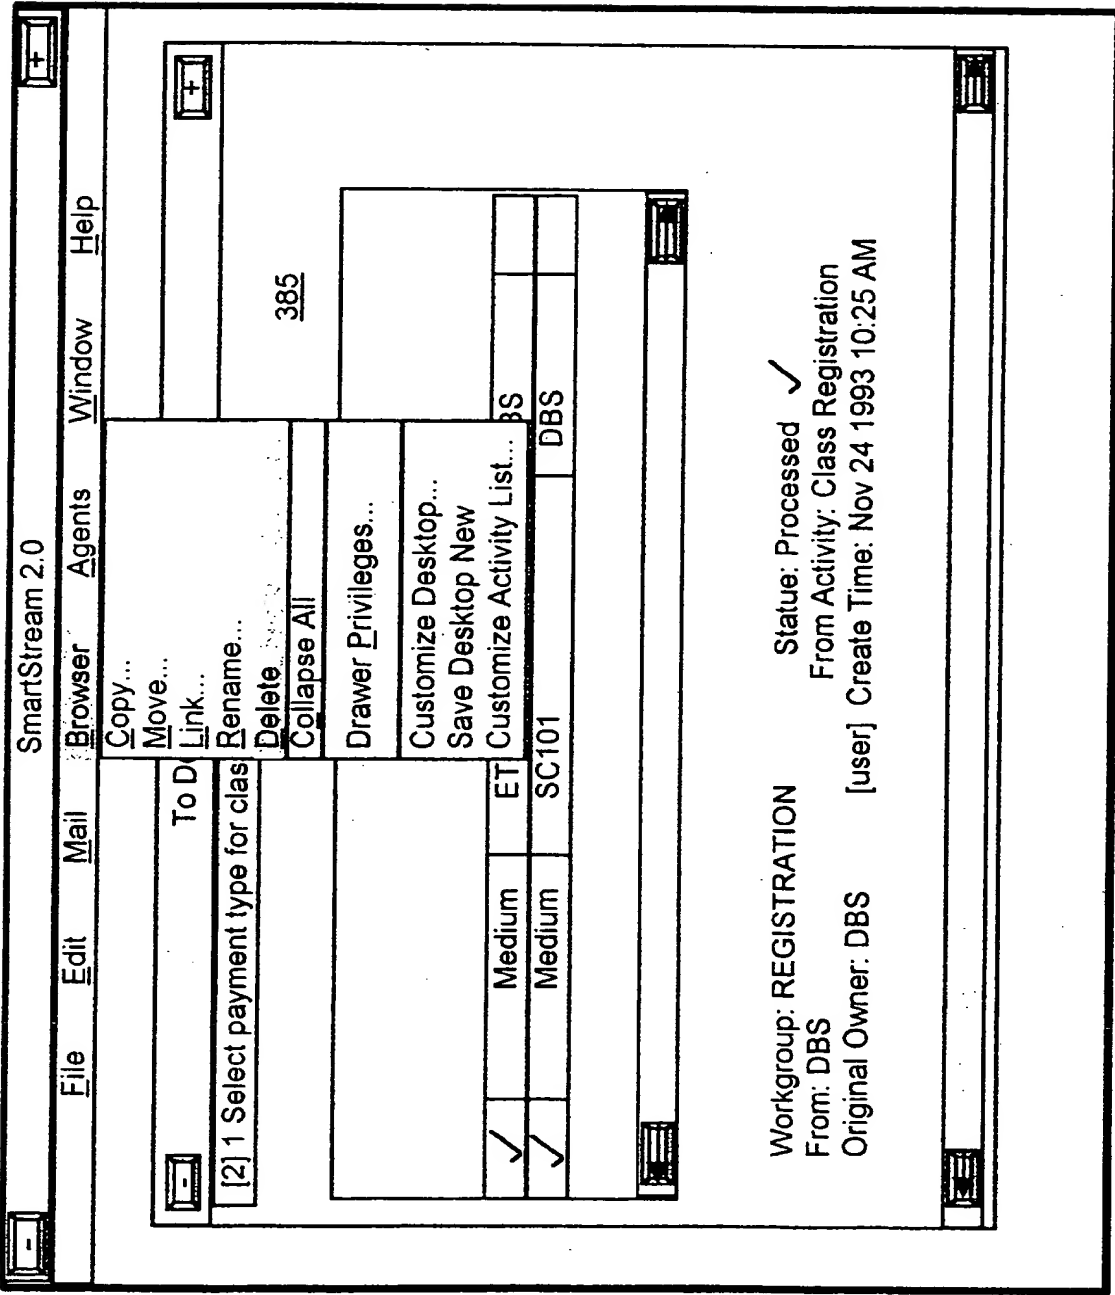 SmartStream 2.0
File Edit Mail Browser Agents Window Help
Copy...
Move...
Link...
Rename...
Delete
Collapse All
Drawer Privileges...
Customize Desktop...
Save Desktop New
Customize Activity List...
To D
[2] 1 Select payment type for clas
385
Medium ET BS
Medium SC101 DBS
Workgroup: REGISTRATION Statue: Processed
From: DBS From Activity: Class Registration
Original Owner: DBS [user] Create Time: Nov 24 1993 10:25 AM